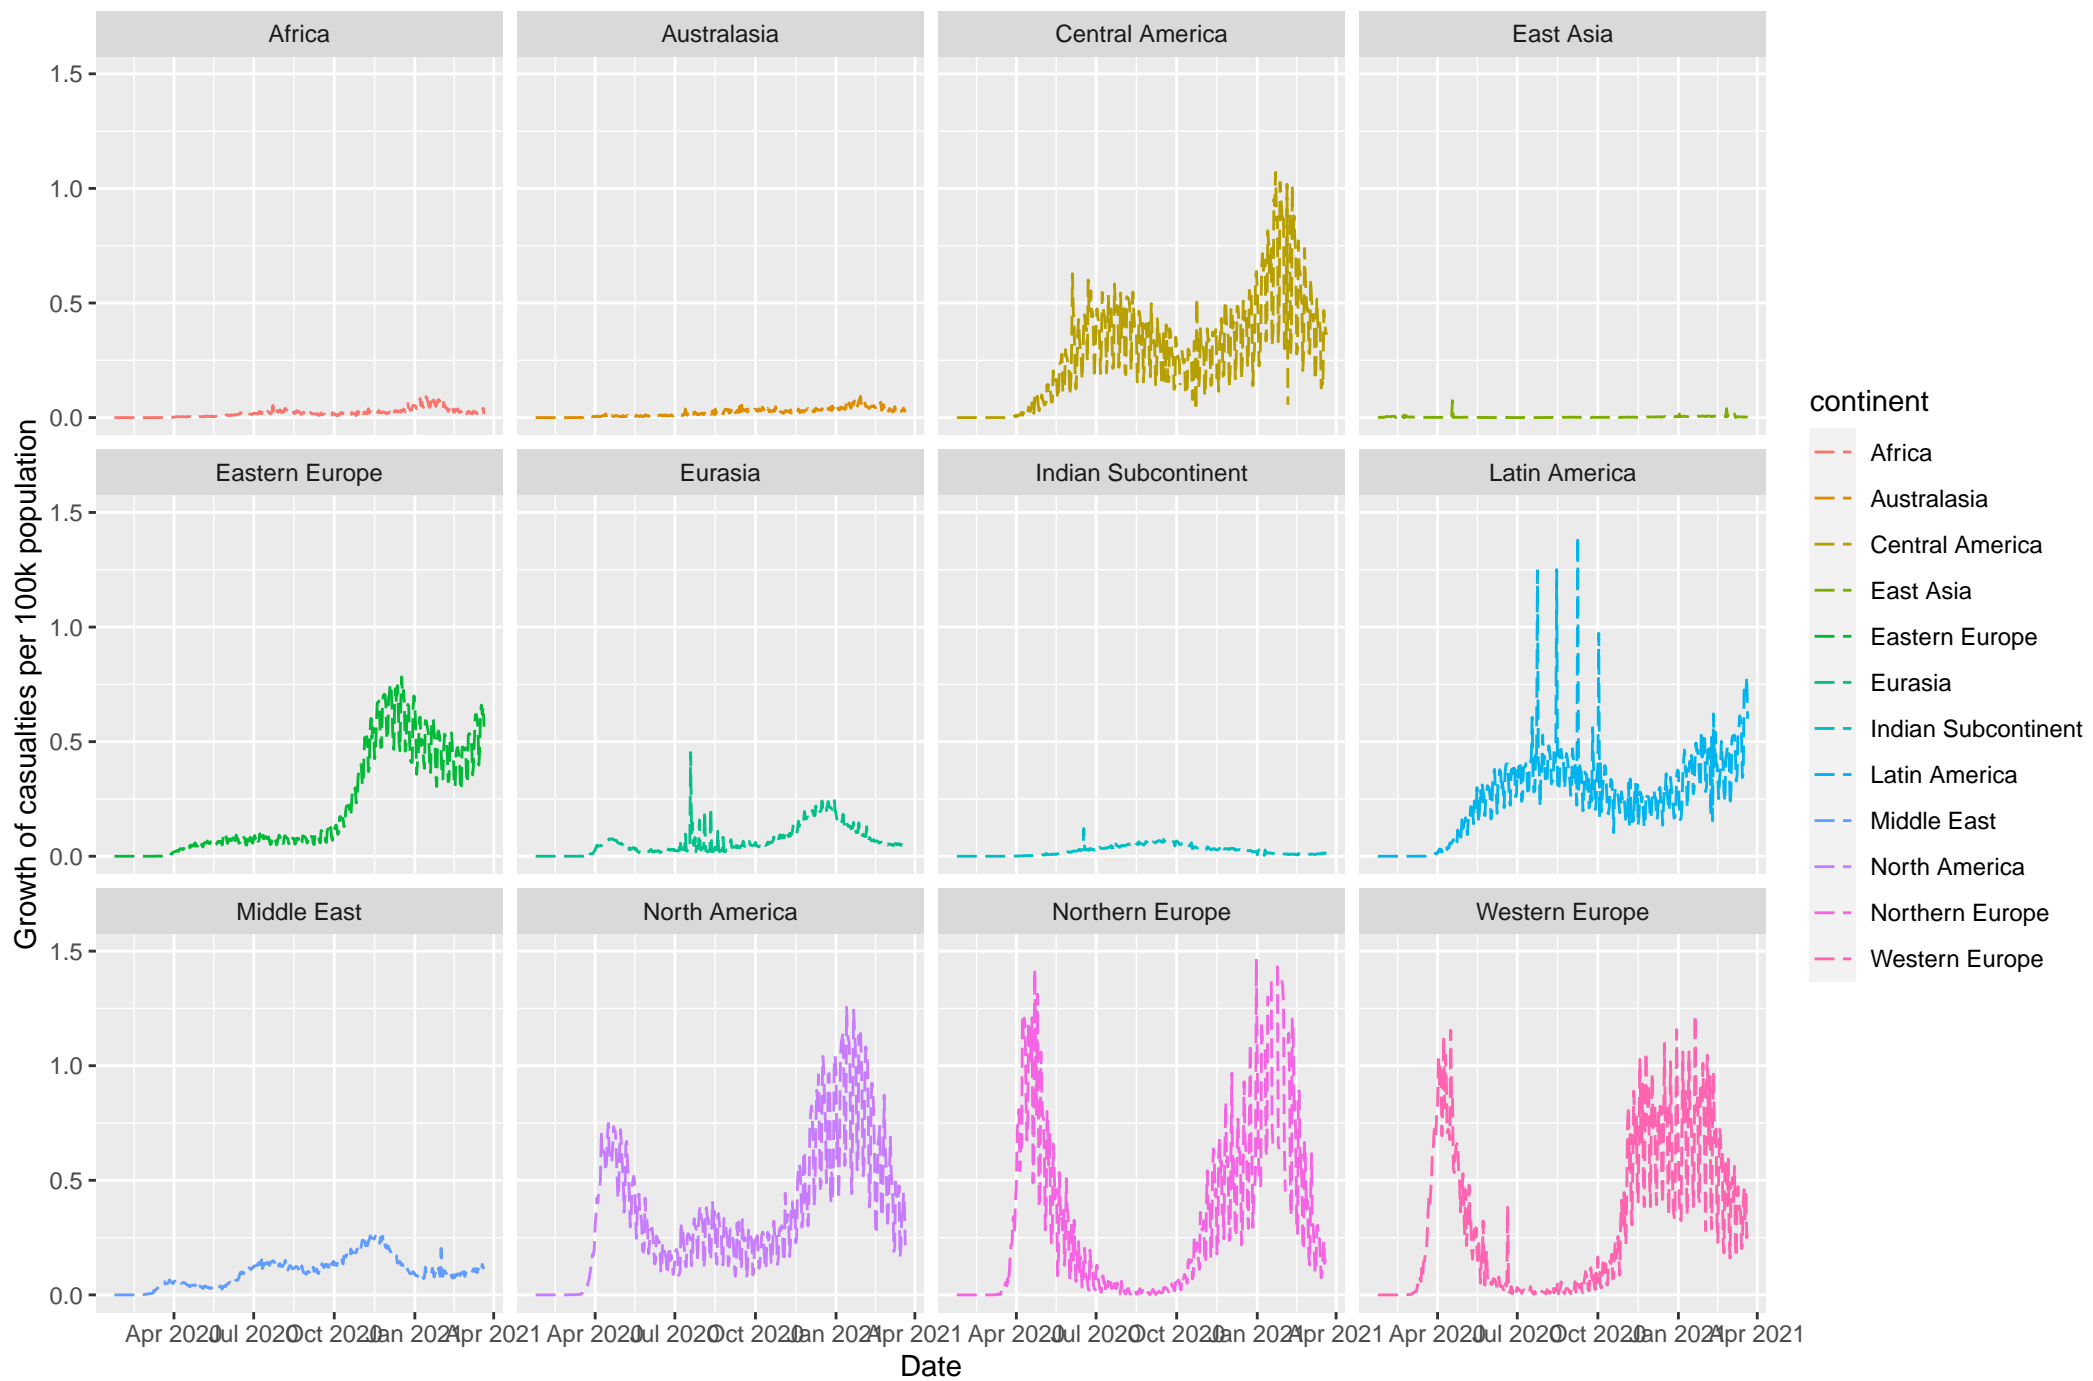 Africa
Australasia
Central America
East Asia
1.5
1.0
0.5
0.0
Eastern Europe
Eurasia
Indian Subcontinent
Latin America
1.5
1.0
0.5
0.0
Middle East
North America
Northern Europe
Western Europe
1.5
1.0
0.5
0.0
Apr 2020 Jul 2020 Oct 2020 Jan 2021 Apr 2021
Apr 2020 Jul 2020 Oct 2020 Jan 2021 Apr 2021
Apr 2020 Jul 2020 Oct 2020 Jan 2021 Apr 2021
Apr 2020 Jul 2020 Oct 2020 Jan 2021 Apr 2021
Date
Growth of casualties per 100k population
continent
Africa
Australasia
Central America
East Asia
Eastern Europe
Eurasia
Indian Subcontinent
Latin America
Middle East
North America
Northern Europe
Western Europe